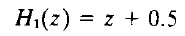 H₁(z) = z + 0.5